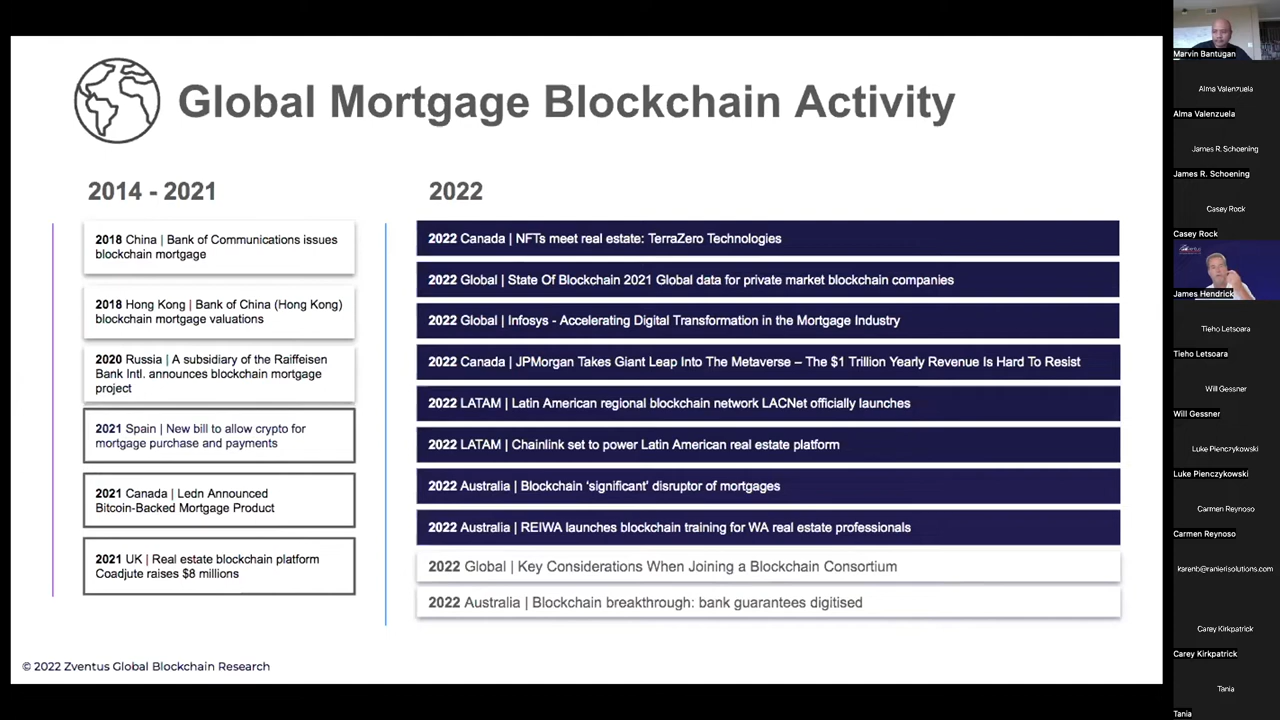 Global Mortgage Blockchain Activity
2014 - 2021
2018 China | Bank of Communications issues
blockchain mortgage
2018 Hong Kong | Bank of China (Hong Kong)
blockchain mortgage valuations
2020 Russia | A subsidiary of the Raiffeisen
Bank Intl. announces blockchain mortgage
project
2021 Spain | New bill to allow crypto for
mortgage purchase and payments
2021 Canada | Ledn Announced
Bitcoin-Backed Mortgage Product
2021 UK | Real estate blockchain platform
Coadjute raises $8 millions
2022
2022 Canada | NFTs meet real estate: TerraZero Technologies
2022 Global | State Of Blockchain 2021 Global data for private market blockchain companies
2022 Global | Infosys - Accelerating Digital Transformation in the Mortgage Industry
2022 Canada | JPMorgan Takes Giant Leap Into The Metaverse – The $1 Trillion Yearly Revenue Is Hard To Resist
2022 LATAM | Latin American regional blockchain network LACNet officially launches
2022 LATAM | Chainlink set to power Latin American real estate platform
2022 Australia | Blockchain ‘significant’ disruptor of mortgages
2022 Australia | REIWA launches blockchain training for WA real estate professionals
2022 Global | Key Considerations When Joining a Blockchain Consortium
2022 Australia | Blockchain breakthrough: bank guarantees digitised
© 2022 Zventus Global Blockchain Research
Marvin Bantugan
Alma Valenzuela
Alma Valenzuela
James R. Schoening
James R. Schoening
Casey Rock
Casey Rock
James Hendrick
Tieho Letsoara
Tieho Letsoara
Will Gessner
Will Gessner
Luke Pienczykowski
Luke Pienczykowski
Carmen Reynoso
Carmen Reynoso
karenb@ranierisolutions.com
Carey Kirkpatrick
Carey Kirkpatrick
Tania
Tania